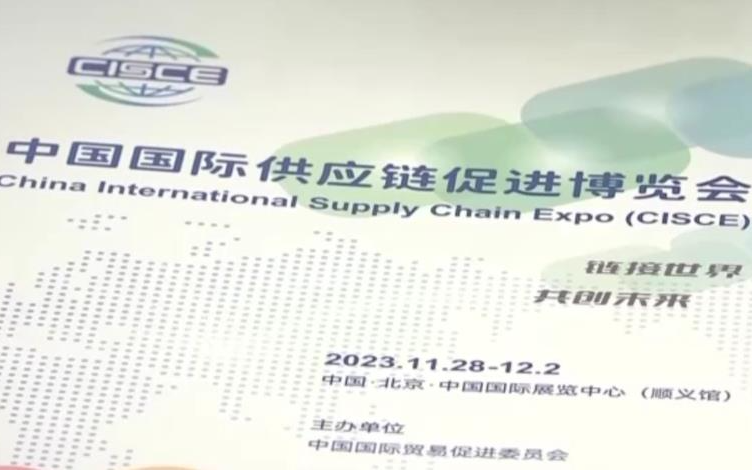 CISCE
中国国际供应链促进博览会
China International Supply Chain Expo (CISCE)
链接世界
共创未来
2023.11.28-12.2
中国·北京·中国国际展览中心（顺义馆）
主办单位
中国国际贸易促进委员会